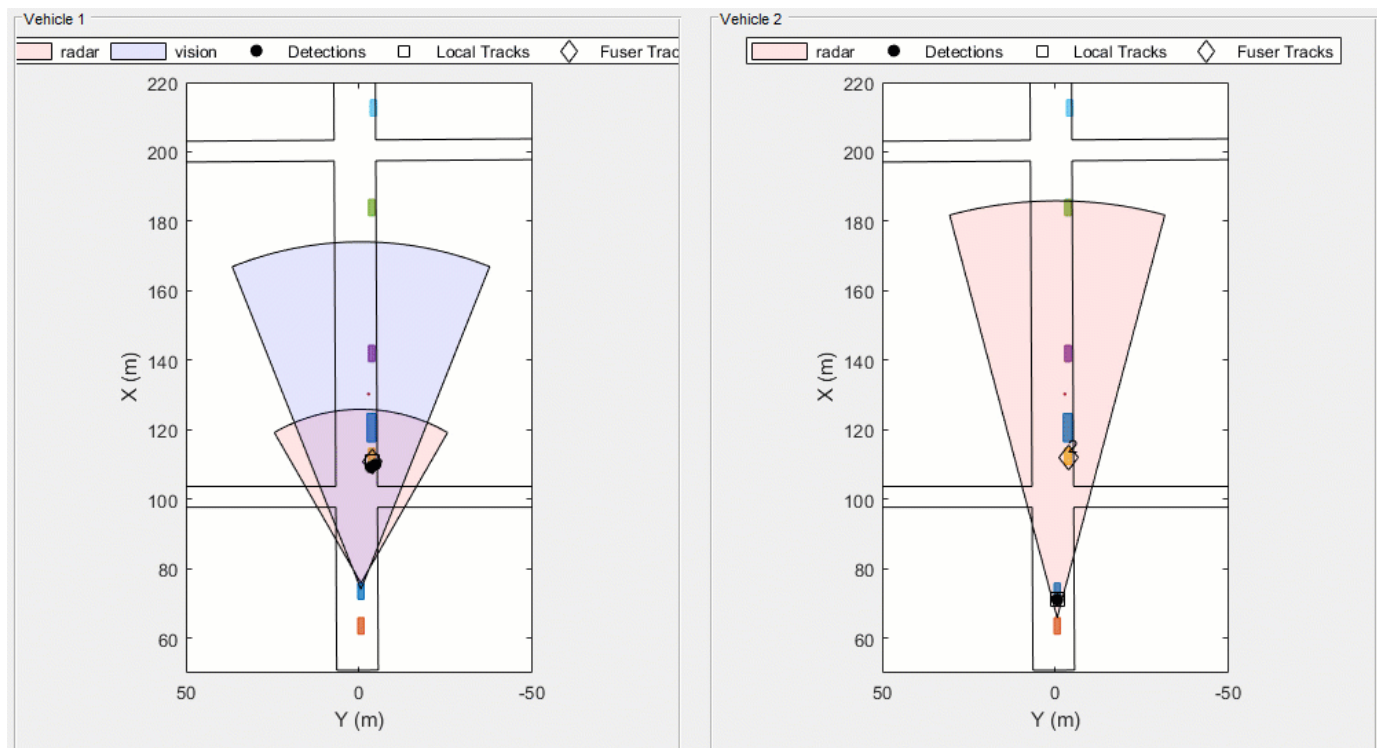 Vehicle 1
radar vision Detections Local Tracks Fuser Trac
220
200
180
160
140
120
100
80
60
X (m)
50 0 -50
Y (m)
Vehicle 2
radar Detections Local Tracks Fuser Tracks
220
200
180
160
140
120
100
80
60
X (m)
2
50 0 -50
Y (m)